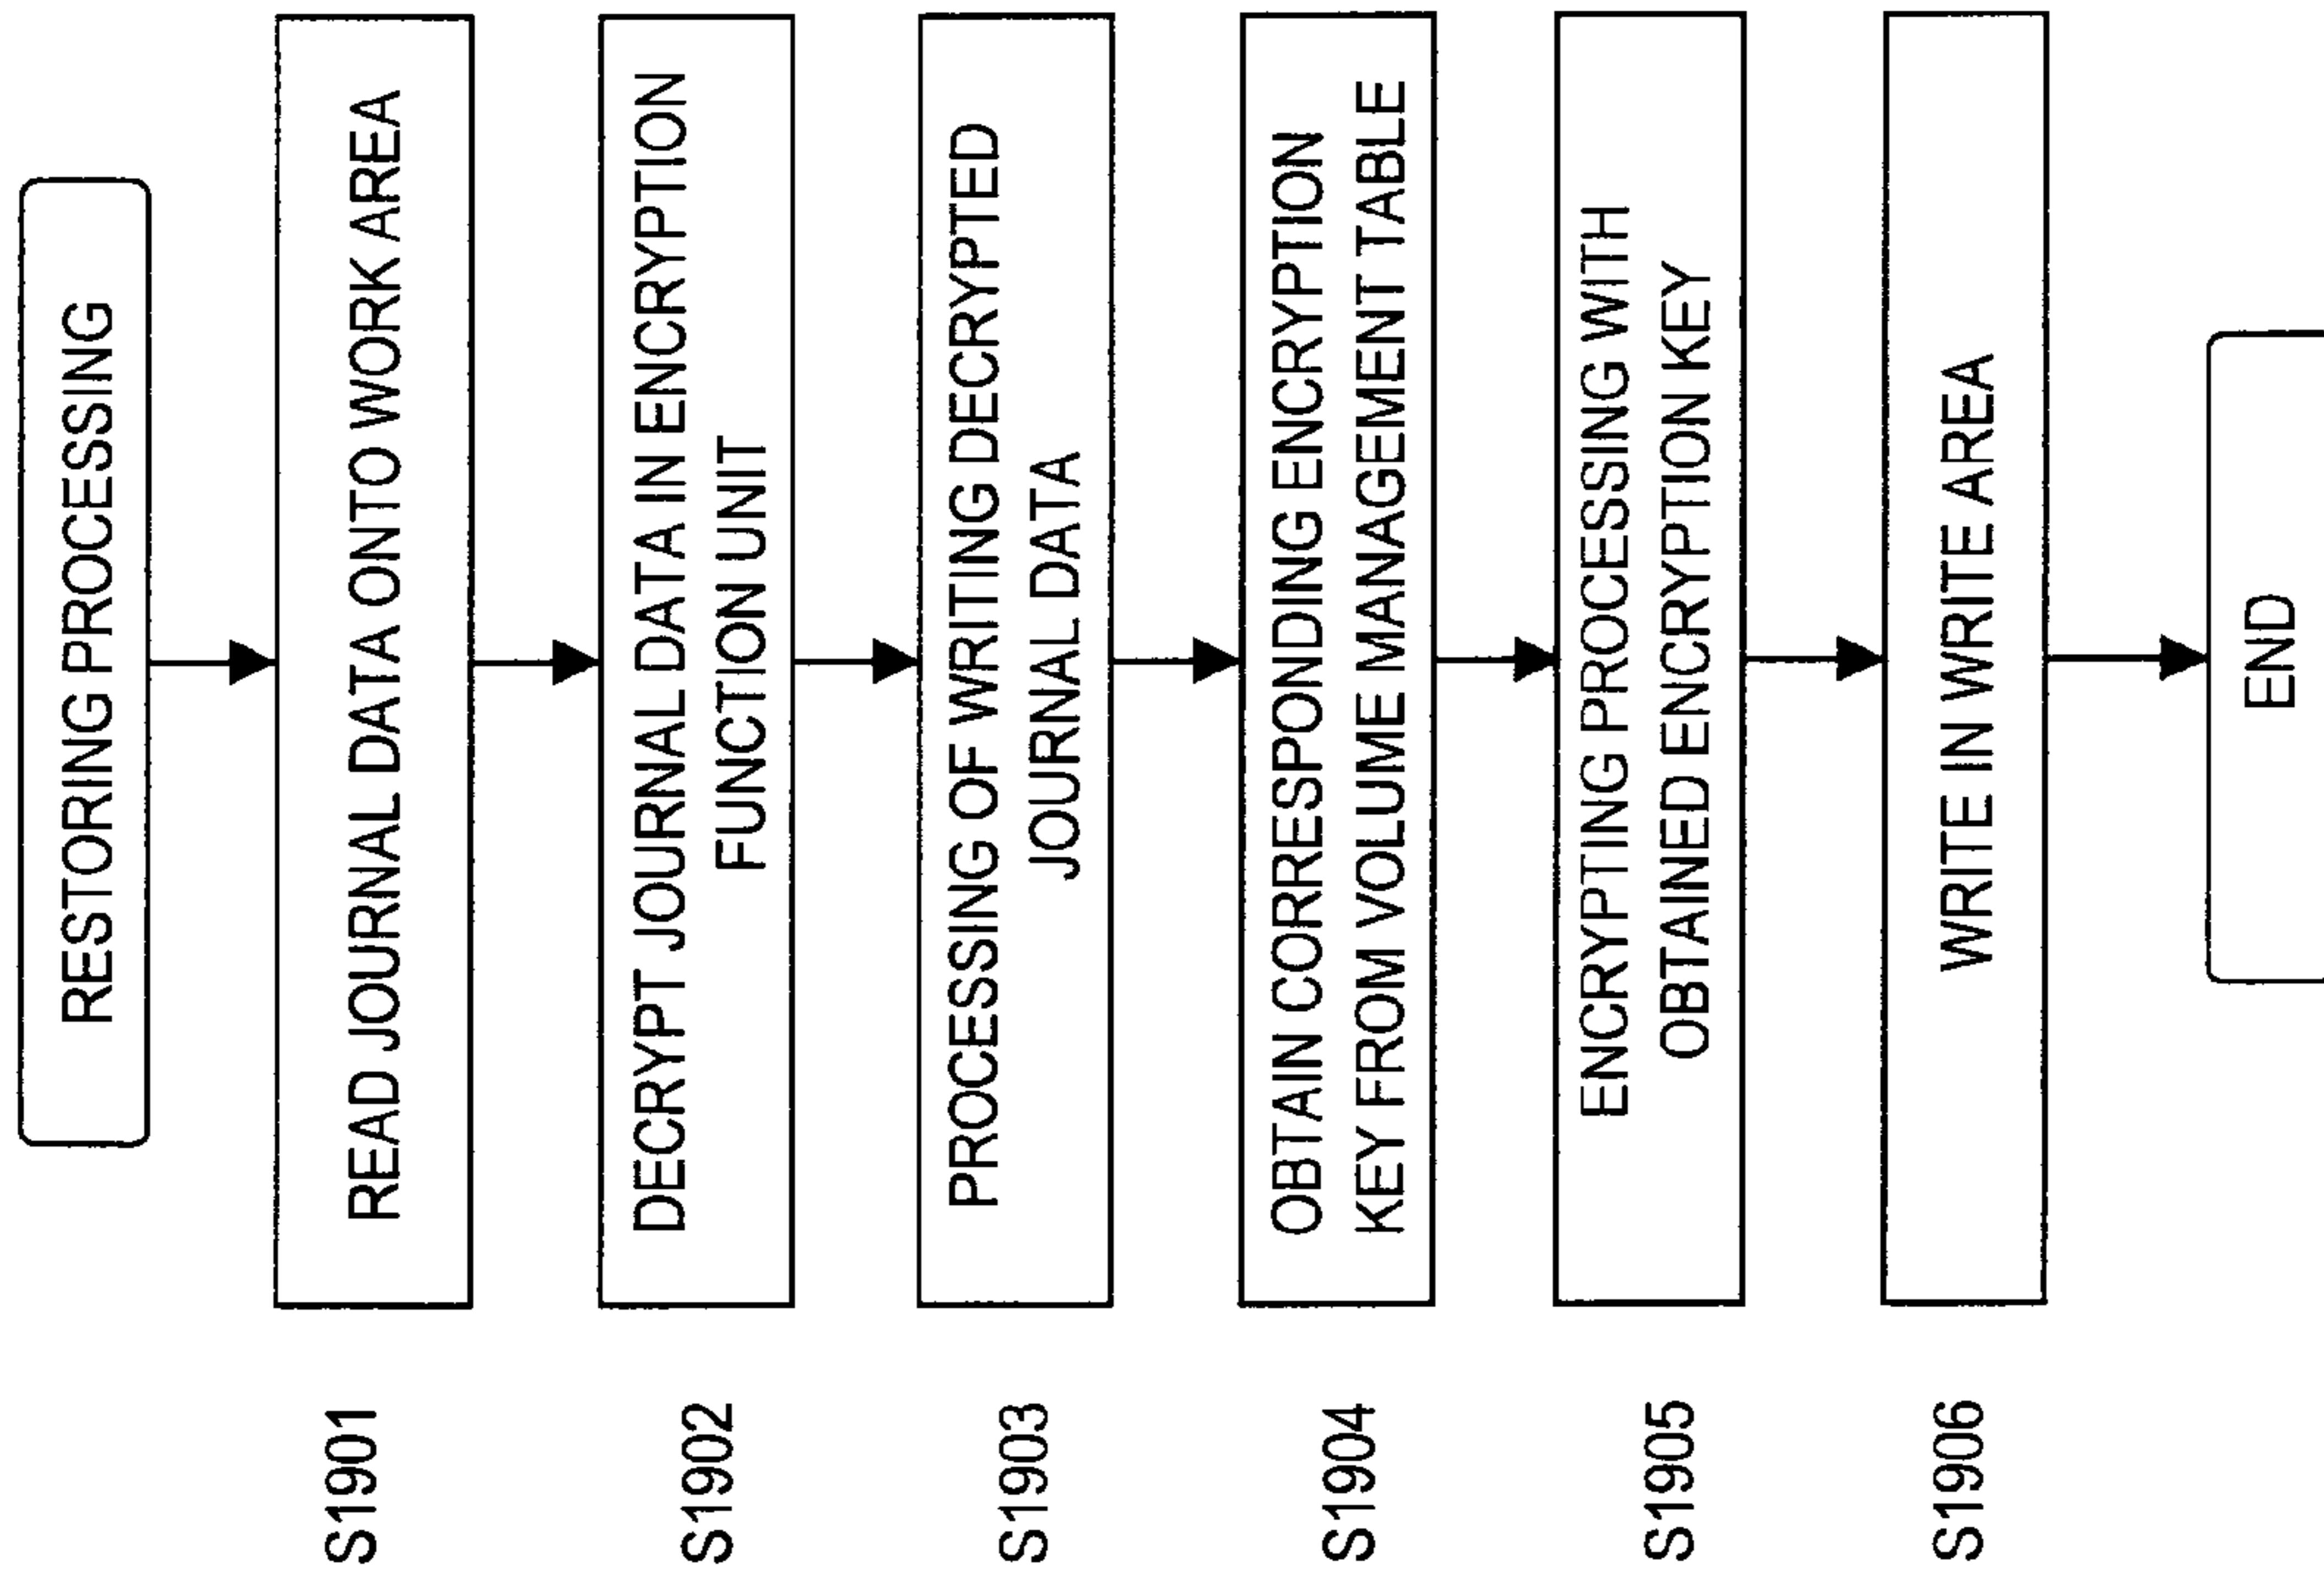 RESTORING PROCESSING
S1901
READ JOURNAL DATA ONTO WORK AREA
S1902
DECRYPT JOURNAL DATA IN ENCRYPTION
FUNCTION UNIT
S1903
PROCESSING OF WRITING DECRYPTED
JOURNAL DATA
S1904
OBTAIN CORRESPONDING ENCRYPTION
KEY FROM VOLUME MANAGEMENT TABLE
S1905
ENCRYPTING PROCESSING WITH
OBTAINED ENCRYPTION KEY
S1906
WRITE IN WRITE AREA
END